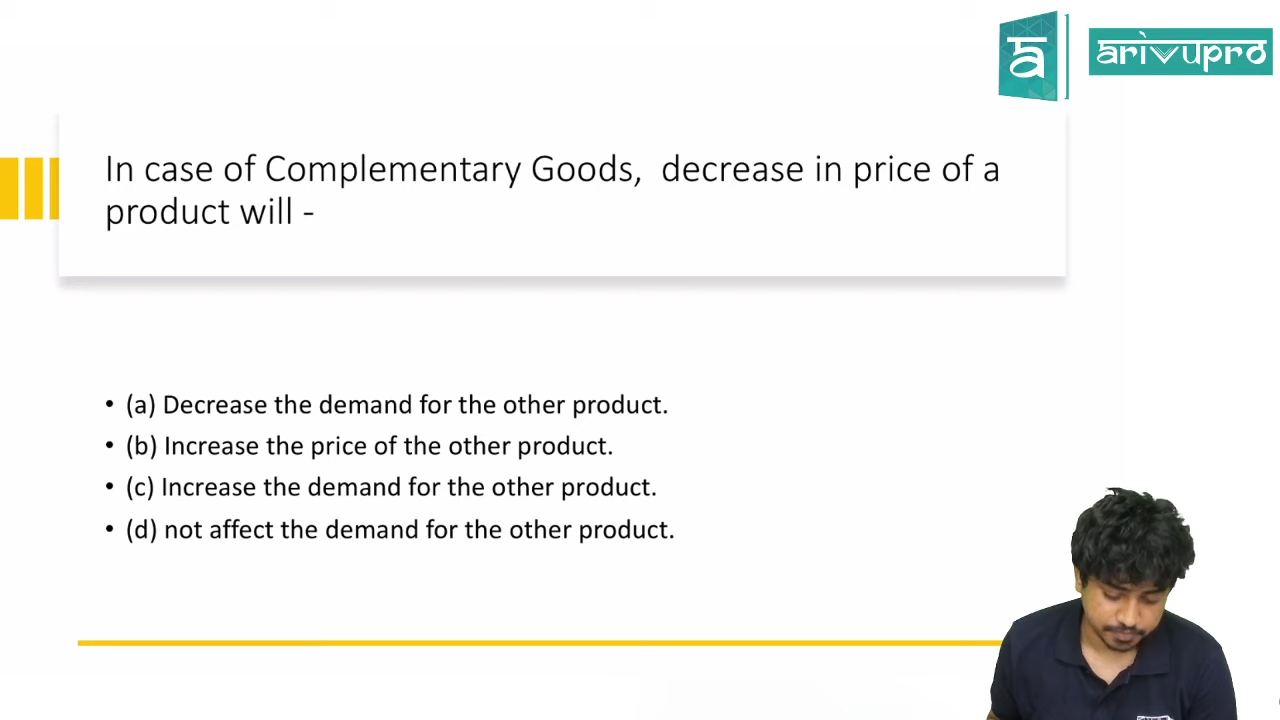 a
arivupro
In case of Complementary Goods, decrease in price of a
product will -
• (a) Decrease the demand for the other product.
• (b) Increase the price of the other product.
• (c) Increase the demand for the other product.
• (d) not affect the demand for the other product.